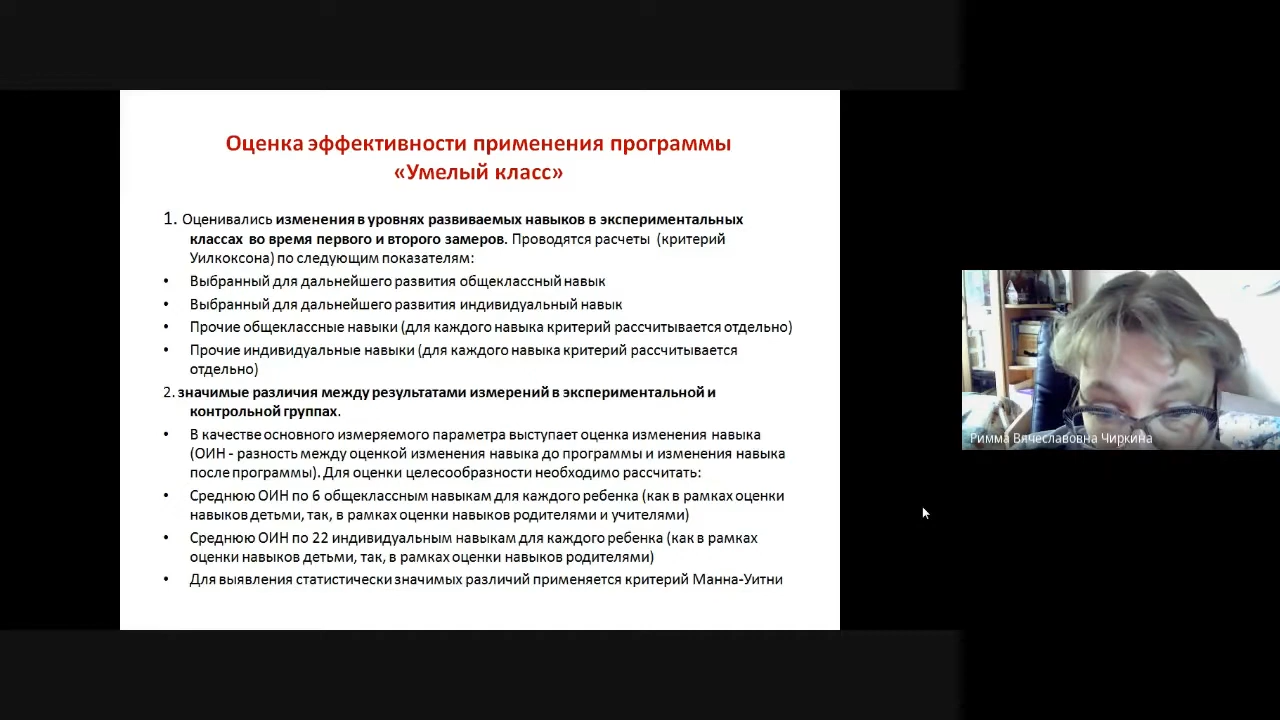 Оценка эффективности применения программы
«Умелый класс»
1. Оценивались изменения в уровнях развиваемых навыков в экспериментальных
классах во время первого и второго замеров. Проводятся расчеты (критерий
Уилкоксона) по следующим показателям:
• Выбранный для дальнейшего развития общеклассный навык
• Выбранный для дальнейшего развития индивидуальный навык
• Прочие общеклассные навыки (для каждого навыка критерий рассчитывается отдельно)
• Прочие индивидуальные навыки (для каждого навыка критерий рассчитывается
отдельно)
2. значимые различия между результатами измерений в экспериментальной и
контрольной группах.
• В качестве основного измеряемого параметра выступает оценка изменения навыка
(ОИН - разность между оценкой изменения навыка до программы и изменения навыка
после программы). Для оценки целесообразности необходимо рассчитать:
• Среднюю ОИН по 6 общеклассным навыкам для каждого ребенка (как в рамках оценки
навыков детьми, так, в рамках оценки навыков родителями и учителями)
• Среднюю ОИН по 22 индивидуальным навыкам для каждого ребенка (как в рамках
оценки навыков детьми, так, в рамках оценки навыков родителями)
• Для выявления статистически значимых различий применяется критерий Манна-Уитни
Римма Вячеславовна Чиркина